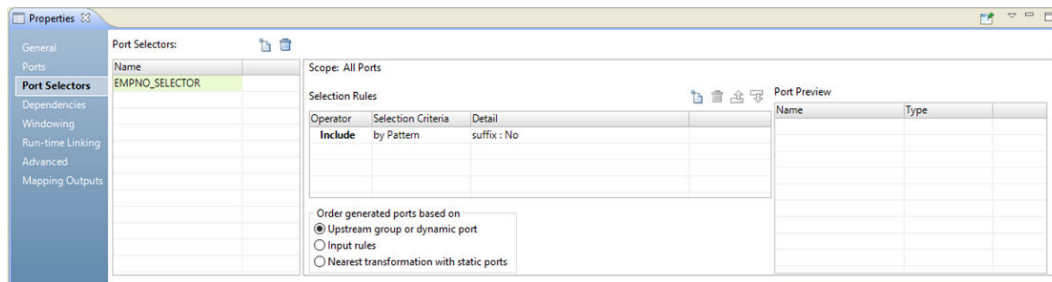 Properties
General
Ports
Port Selectors
Dependencies
Windowing
Run-time Linking
Advanced
Mapping Outputs
Port Selectors:
Name
EMPNO_SELECTOR
Scope: All Ports
Selection Rules
Operator Selection Criteria Detail
Include by Pattern suffix : No
Order generated ports based on
Upstream group or dynamic port
Input rules
Nearest transformation with static ports
Port Preview
Name Type